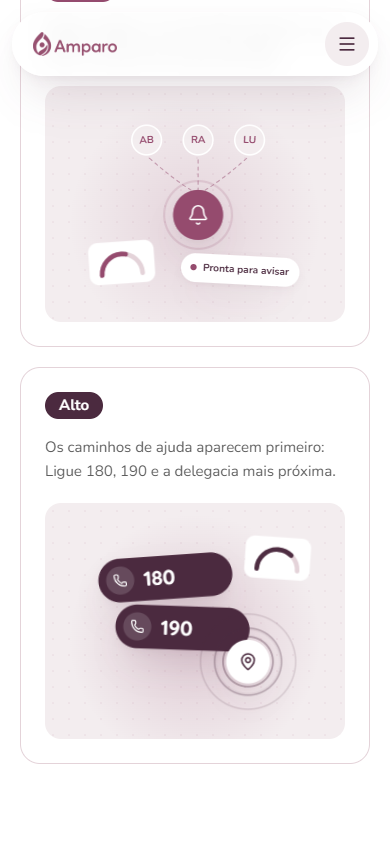 Amparo
AB RA LU
Pronta para avisar
Alto
Os caminhos de ajuda aparecem primeiro:
Ligue 180, 190 e a delegacia mais próxima.
180
190